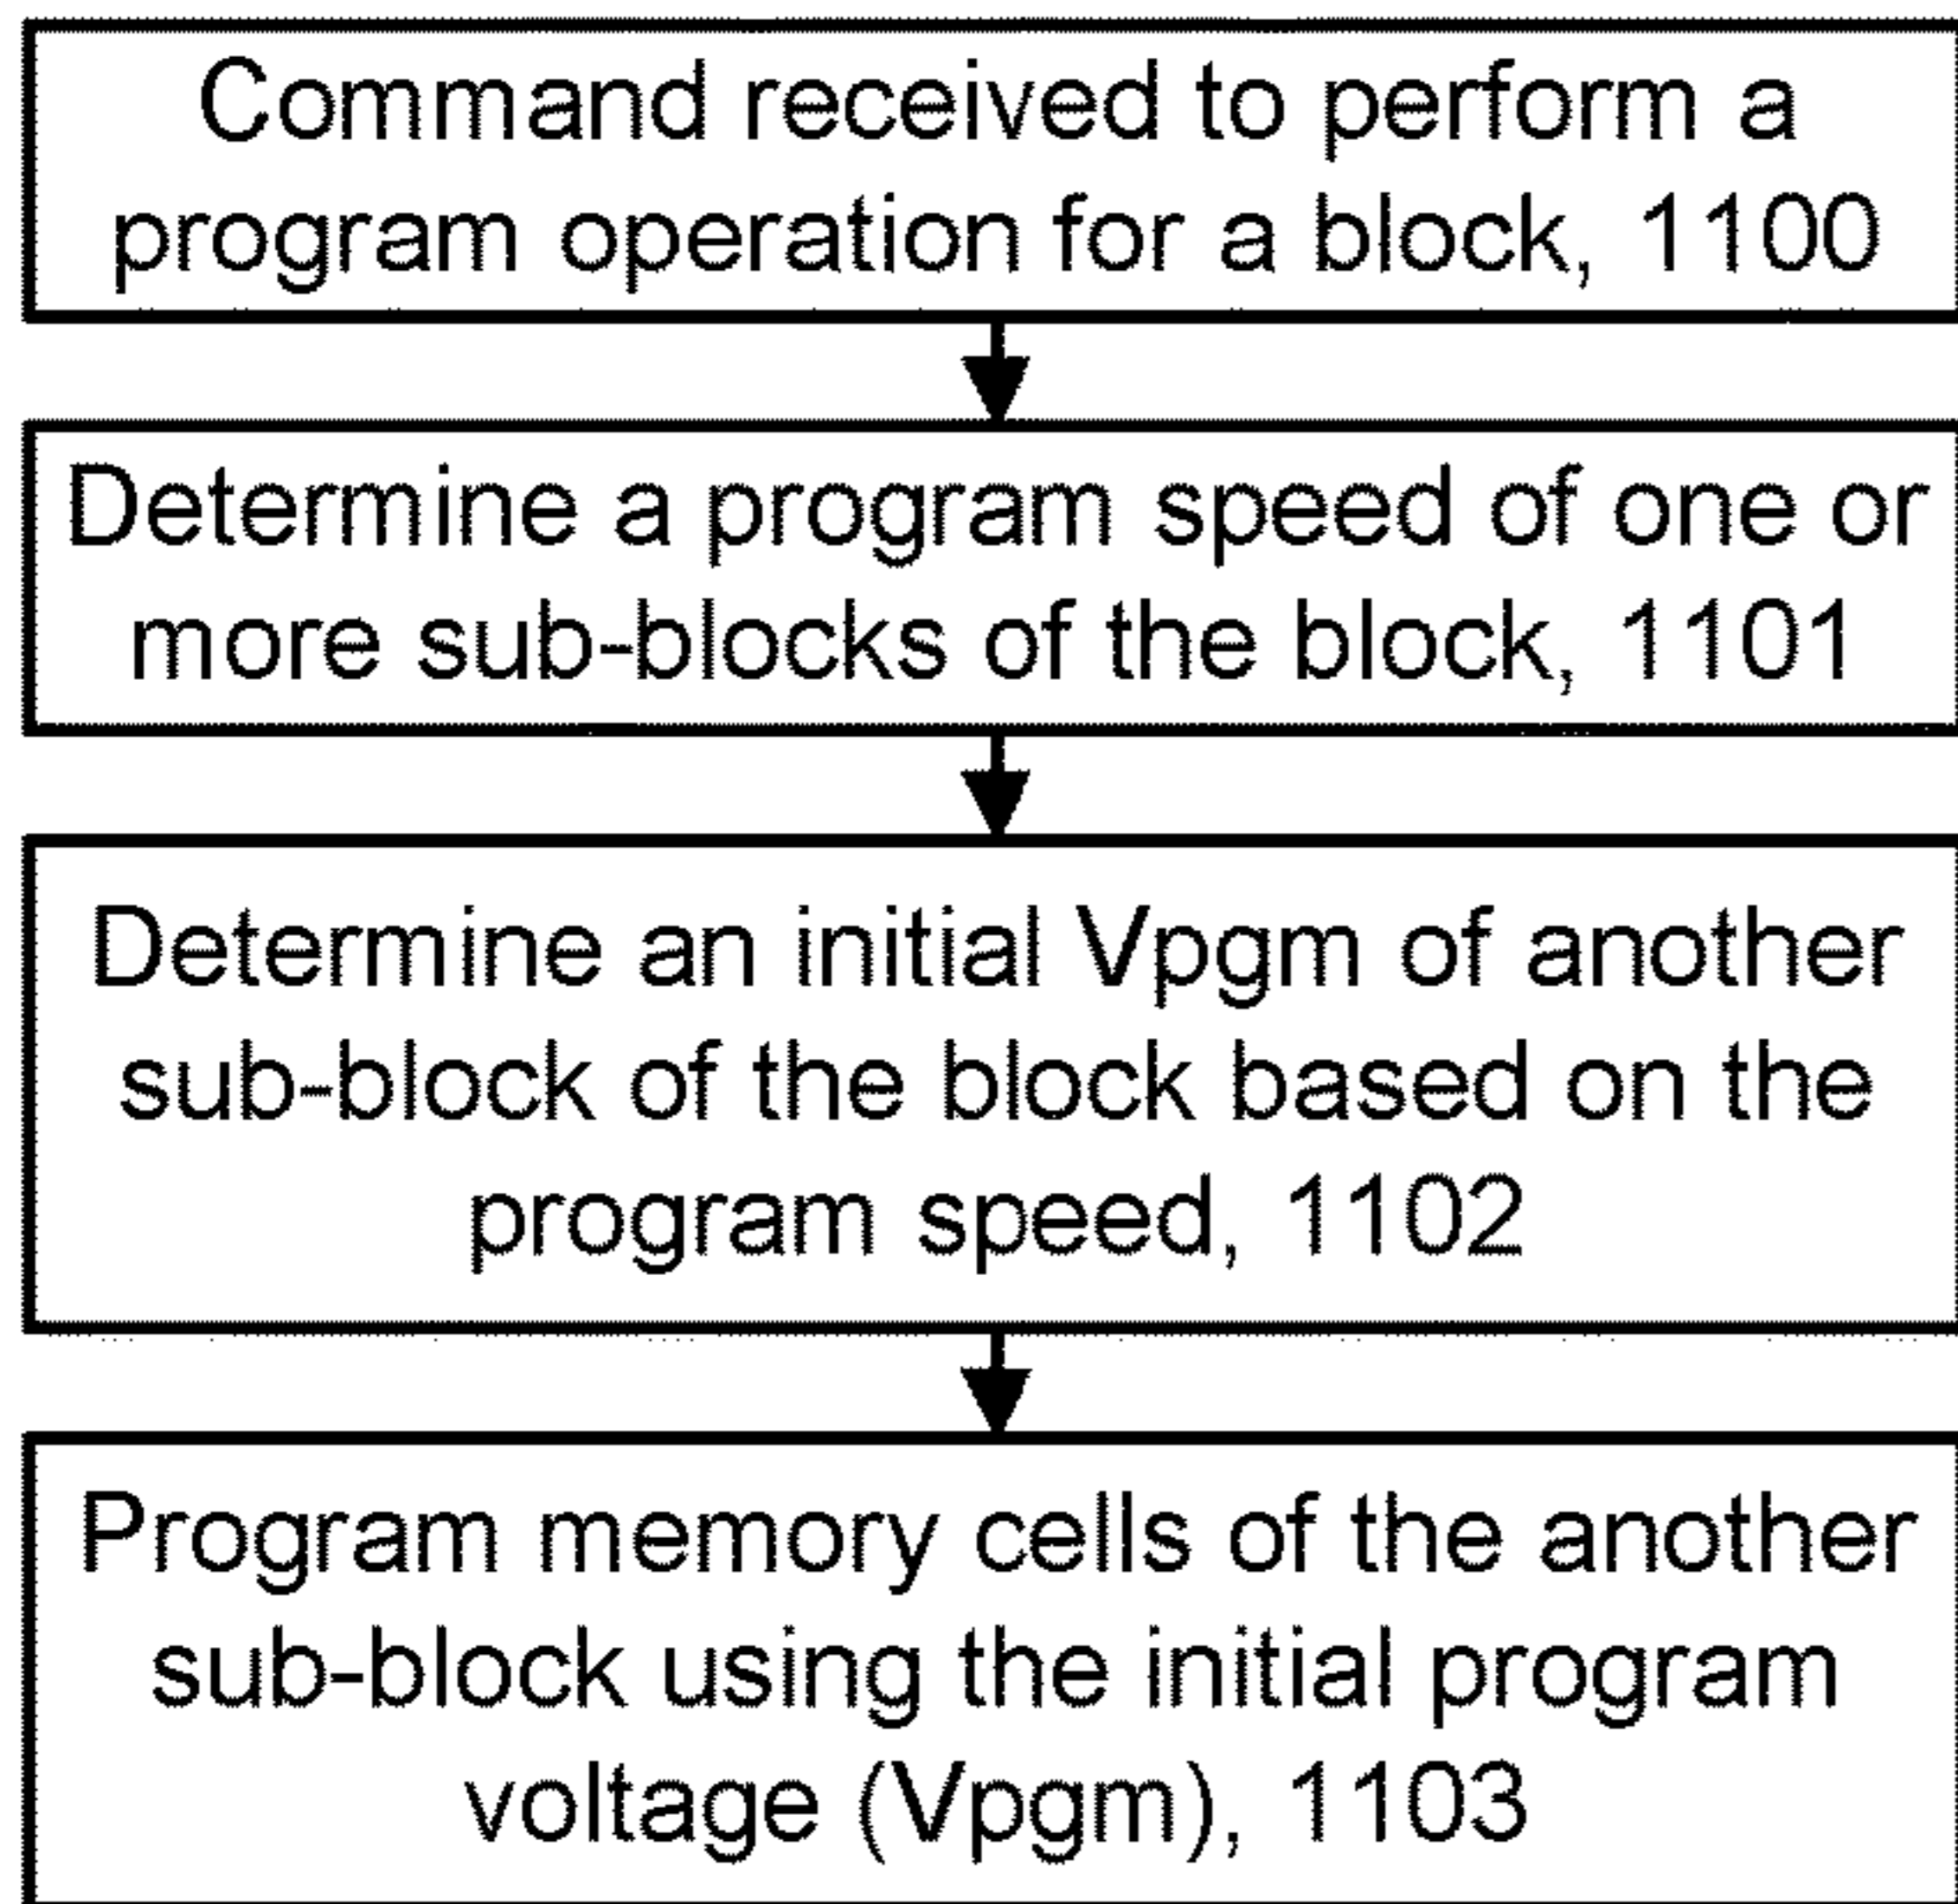 Command received to perform a
program operation for a block, 1100
Determine a program speed of one or
more sub-blocks of the block, 1101
Determine an initial Vpgm of another
sub-block of the block based on the
program speed, 1102
Program memory cells of the another
sub-block using the initial program
voltage (Vpgm), 1103